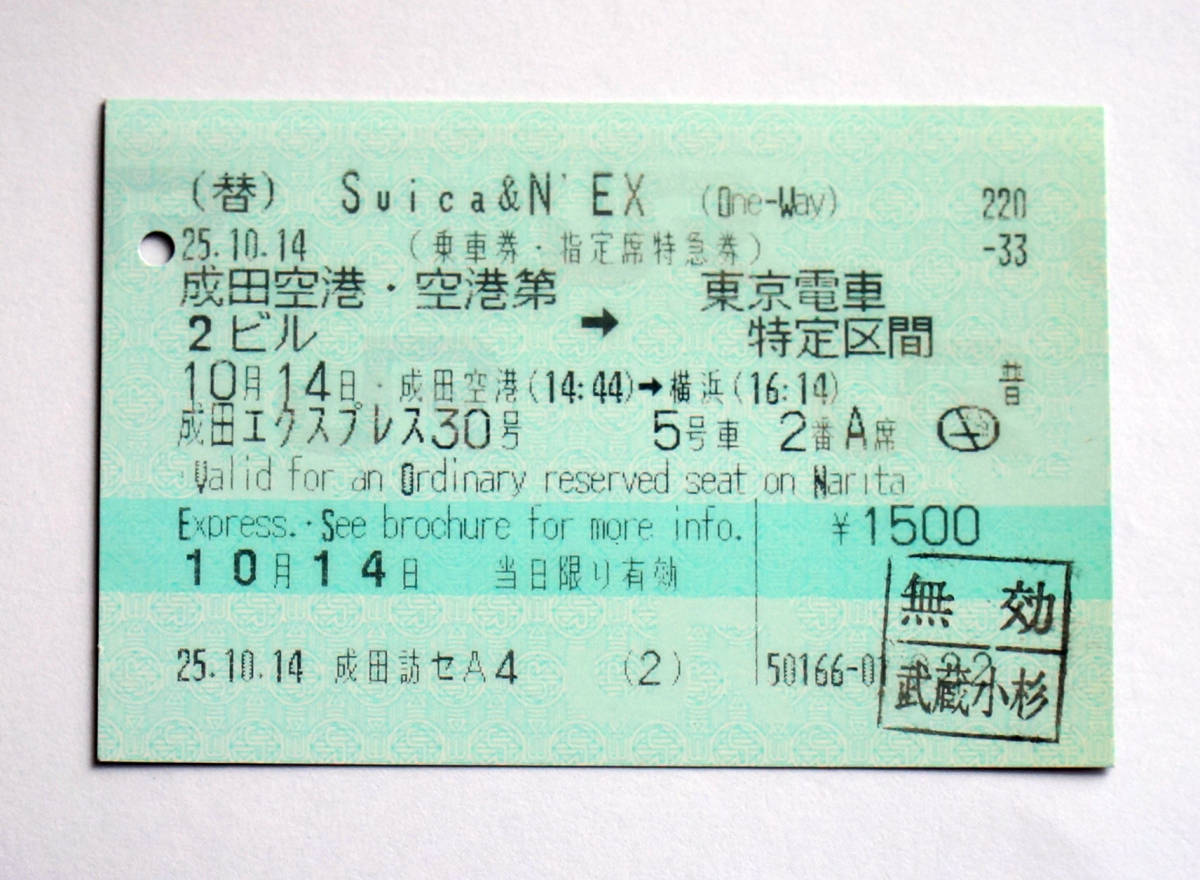 (替) Suica&N'EX (One-Way) 220
25.10.14 (乗車券・指定席特急券) -33
成田空港・空港第 東京電車
2ビル → 特定区間
10月14日・成田空港(14:44)→横浜(16:14) 昔
成田エクスプレス30号 5号車 2番A席
・Valid for an Ordinary reserved seat on Narita
Express.・See brochure for more info. ¥1500
10月14日 当日限り有効
無効
25.10.14 成田訪セA4 (2) 50166-01
武蔵小杉